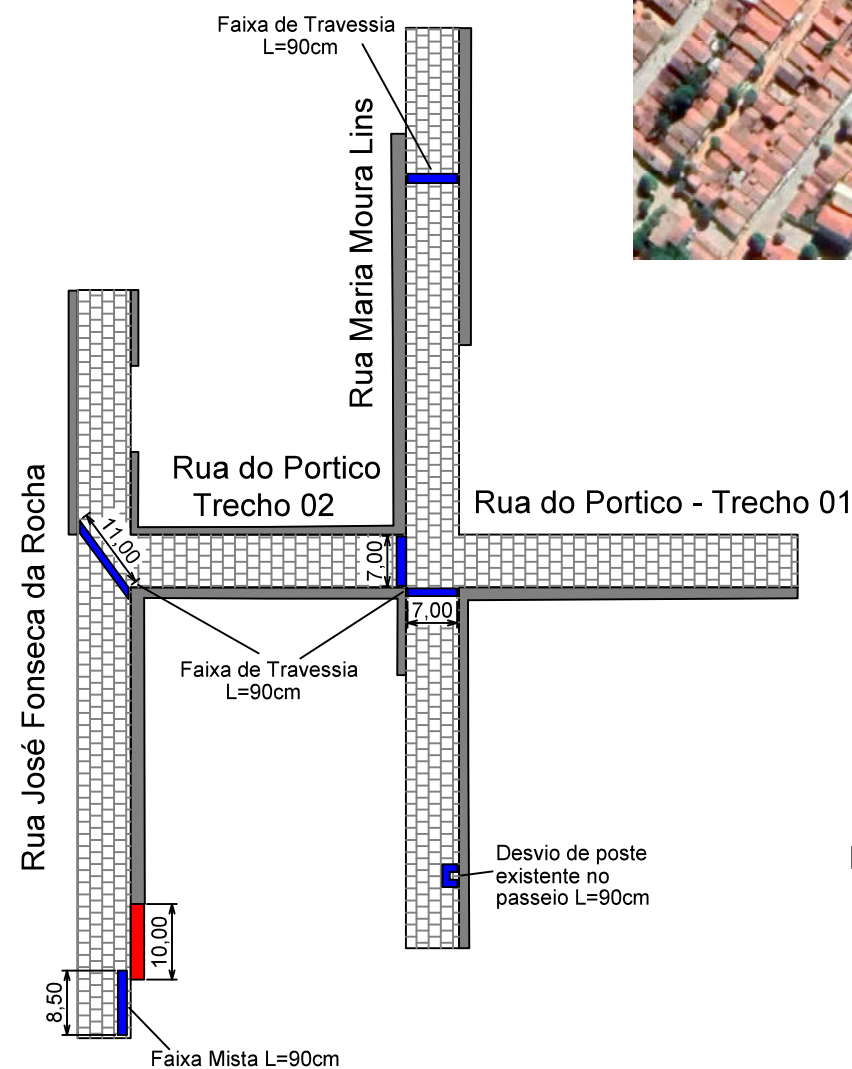 Faixa de Travessia
L=90cm
Rua Maria Moura Lins
Rua do Portico
Trecho 02
Rua do Portico - Trecho 01
Rua José Fonseca da Rocha
11,00
7,00
7,00
Faixa de Travessia
L=90cm
Desvio de poste
existente no
passeio L=90cm
10,00
8,50
Faixa Mista L=90cm